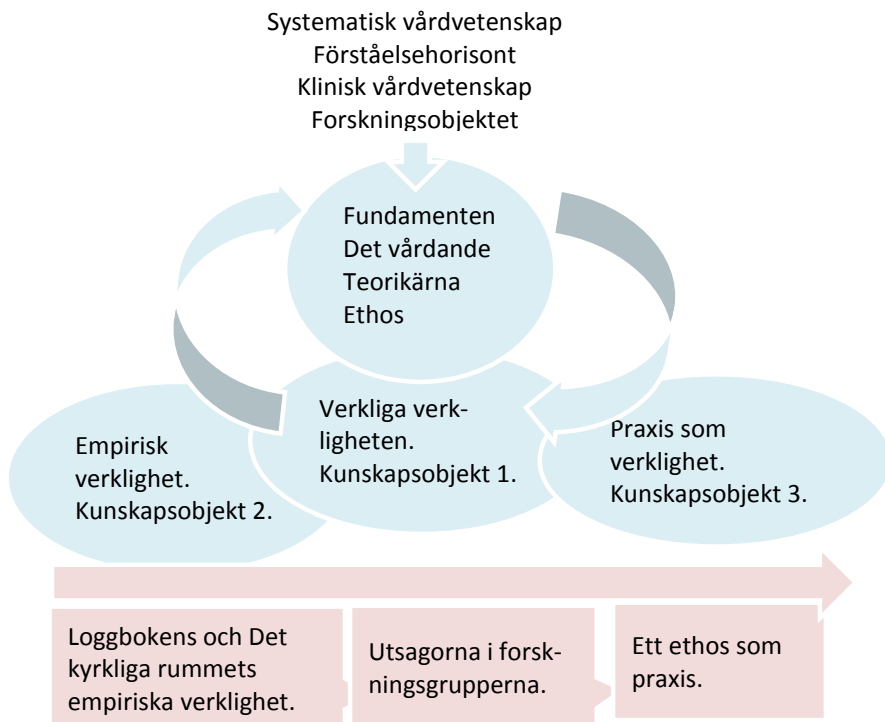 Systematisk vårdvetenskap
Förståelsehorisont
Klinisk vårdvetenskap
Forskningsobjektet
Fundamenten
Det vårdande
Teorikärna
Ethos
Empirisk
verklighet.
Kunskapsobjekt 2.
Verkliga verk-
ligheten.
Kunskapsobjekt 1.
Praxis som
verklighet.
Kunskapsobjekt 3.
Loggbokens och Det
kyrkliga rummets
empiriska verklighet.
Utsagorna i forsk-
ningsgrupperna.
Ett ethos som
praxis.